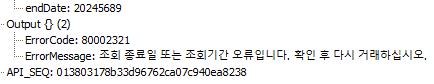 endDate: 20245689
Output {} (2)
ErrorCode: 80002321
ErrorMessage: 조회 종료일 또는 조회기간 오류입니다. 확인 후 다시 거래하십시오.
API_SEQ: 013803178b33d96762ca07c940ea8238